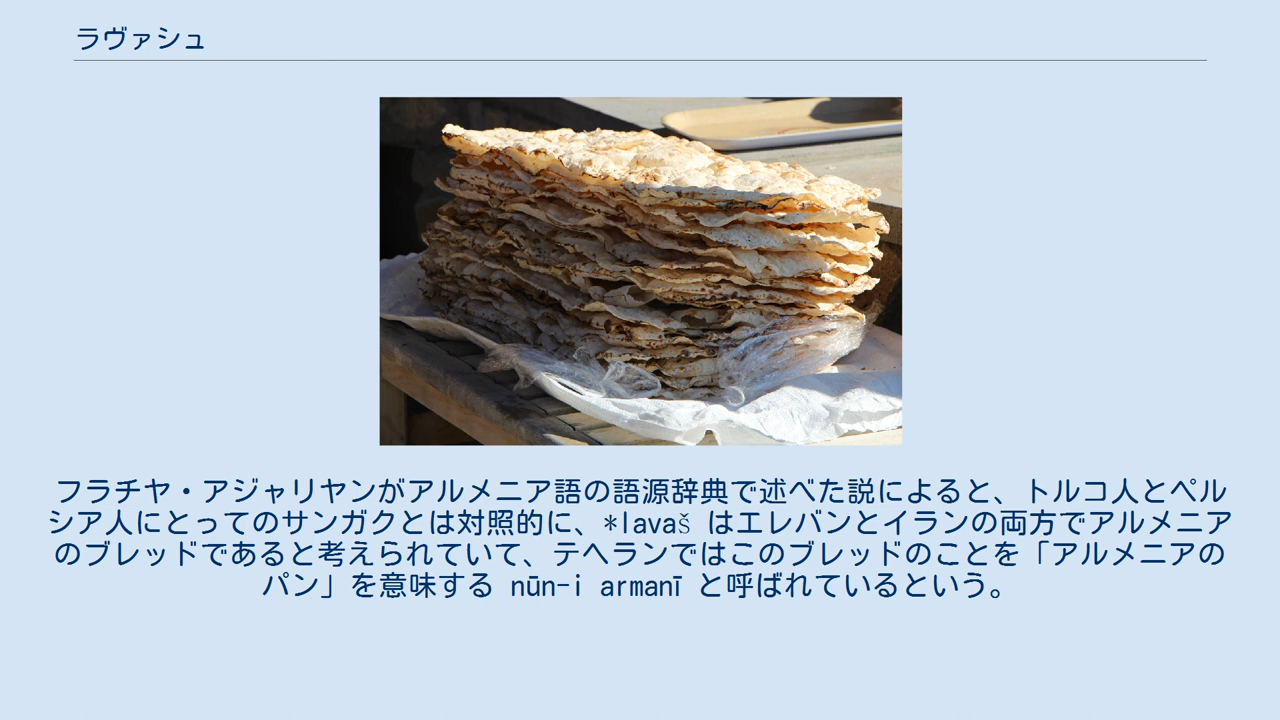 ラヴァシュ
フラチヤ・アジャリヤンがアルメニア語の語源辞典で述べた説によると、トルコ人とペル
シア人にとってのサンガクとは対照的に、*lavaš はエレバンとイランの両方でアルメニア
のブレッドであると考えられていて、テヘランではこのブレッドのことを「アルメニアの
パン」を意味する nūn-i armanī と呼ばれているという。